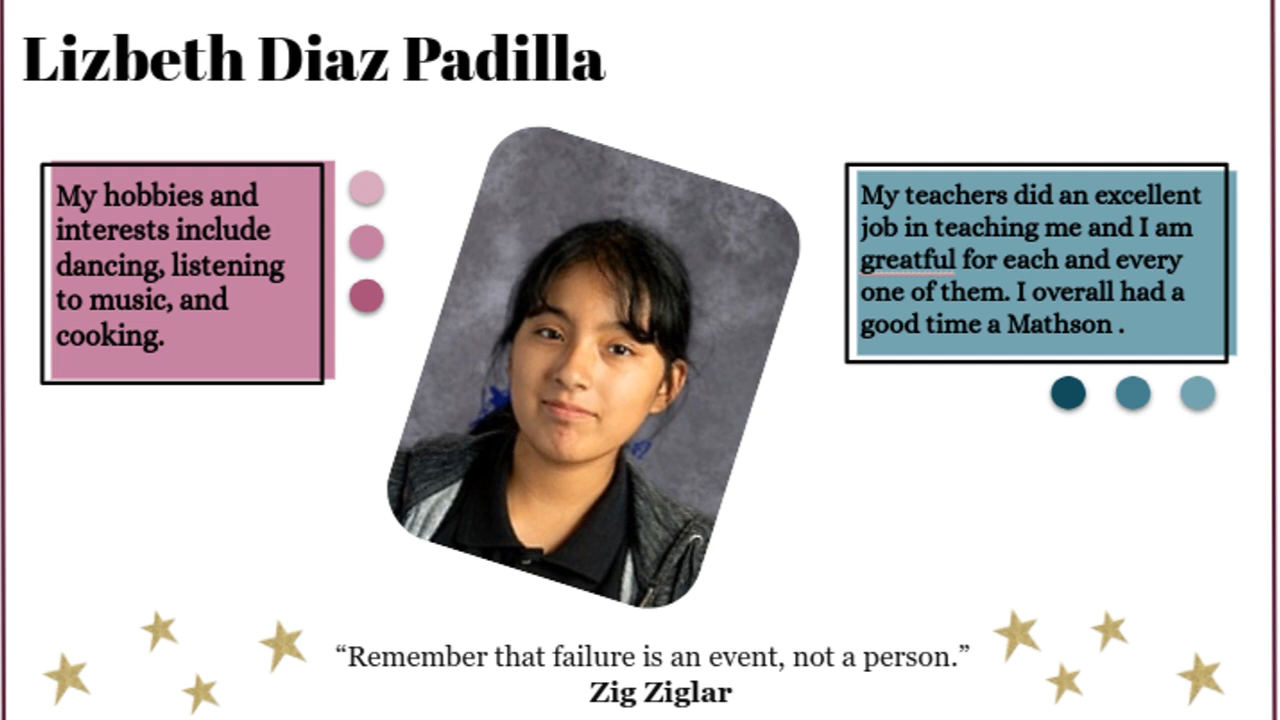 Lizbeth Diaz Padilla
My hobbies and
interests include
dancing, listening
to music, and
cooking.
My teachers did an excellent
job in teaching me and I am
greatful for each and every
one of them. I overall had a
good time a Mathson .
“Remember that failure is an event, not a person.”
Zig Ziglar